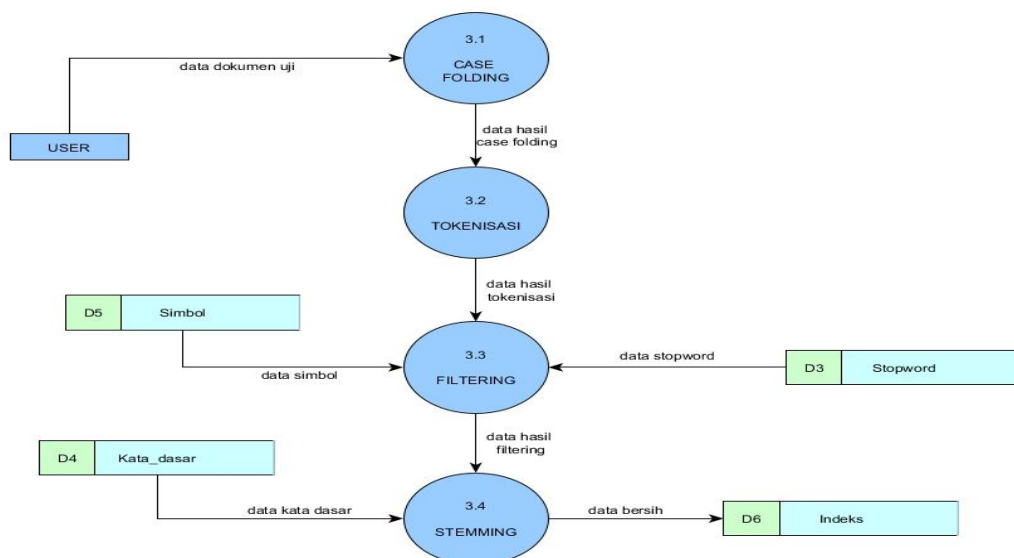 3.1
CASE
FOLDING
data dokumen uji
USER
data hasil
case folding
3.2
TOKENISASI
data hasil
tokenisasi
D5 Simbol
data simbol
3.3
FILTERING
data stopword
D3 Stopword
data hasil
filtering
D4 Kata_dasar
data kata dasar
3.4
STEMMING
data bersih
D6 Indeks